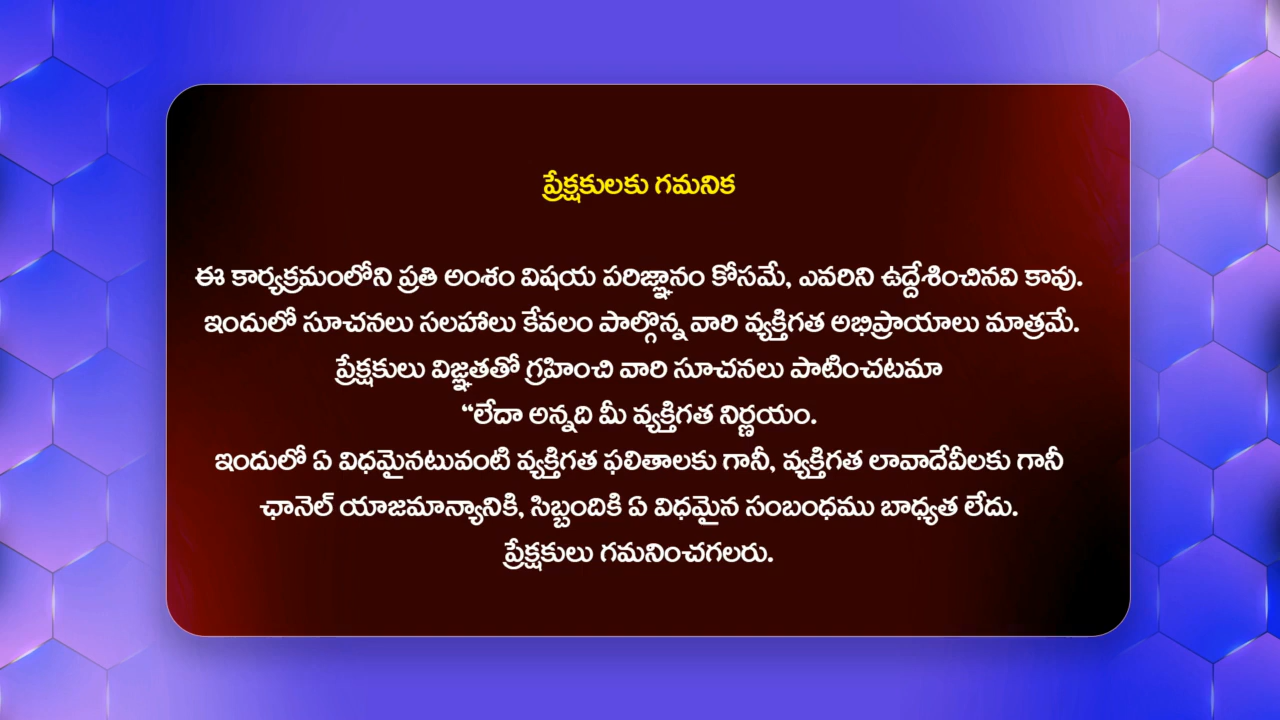 ప్రేక్షకులకు గమనిక
ఈ కార్యక్రమంలోని ప్రతి అంశం విషయ పరిజ్ఞానం కోసమే, ఎవరిని ఉద్దేశించినవి కావు.
ఇందులో సూచనలు సలహాలు కేవలం పాల్గొన్న వారి వ్యక్తిగత అభిప్రాయాలు మాత్రమే.
ప్రేక్షకులు విజ్ఞతతో గ్రహించి వారి సూచనలు పాటించటమా
“లేదా అన్నది మీ వ్యక్తిగత నిర్ణయం.
ఇందులో ఏ విధమైనటువంటి వ్యక్తిగత ఫలితాలకు గానీ, వ్యక్తిగత లావాదేవీలకు గానీ
ఛానెల్ యాజమాన్యానికి, సిబ్బందికి ఏ విధమైన సంబంధము బాధ్యత లేదు.
ప్రేక్షకులు గమనించగలరు.